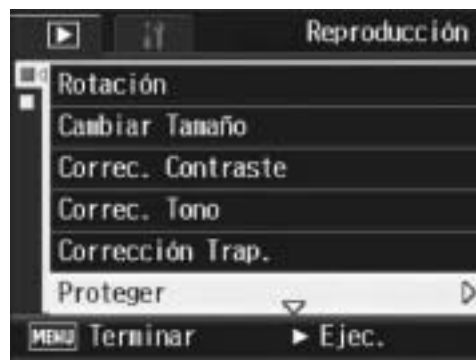 Reproducción
Rotación
Cambiar Tamaño
Correc. Contraste
Correc. Tono
Corrección Trap.
Proteger
MENU Terminar ► Ejec.